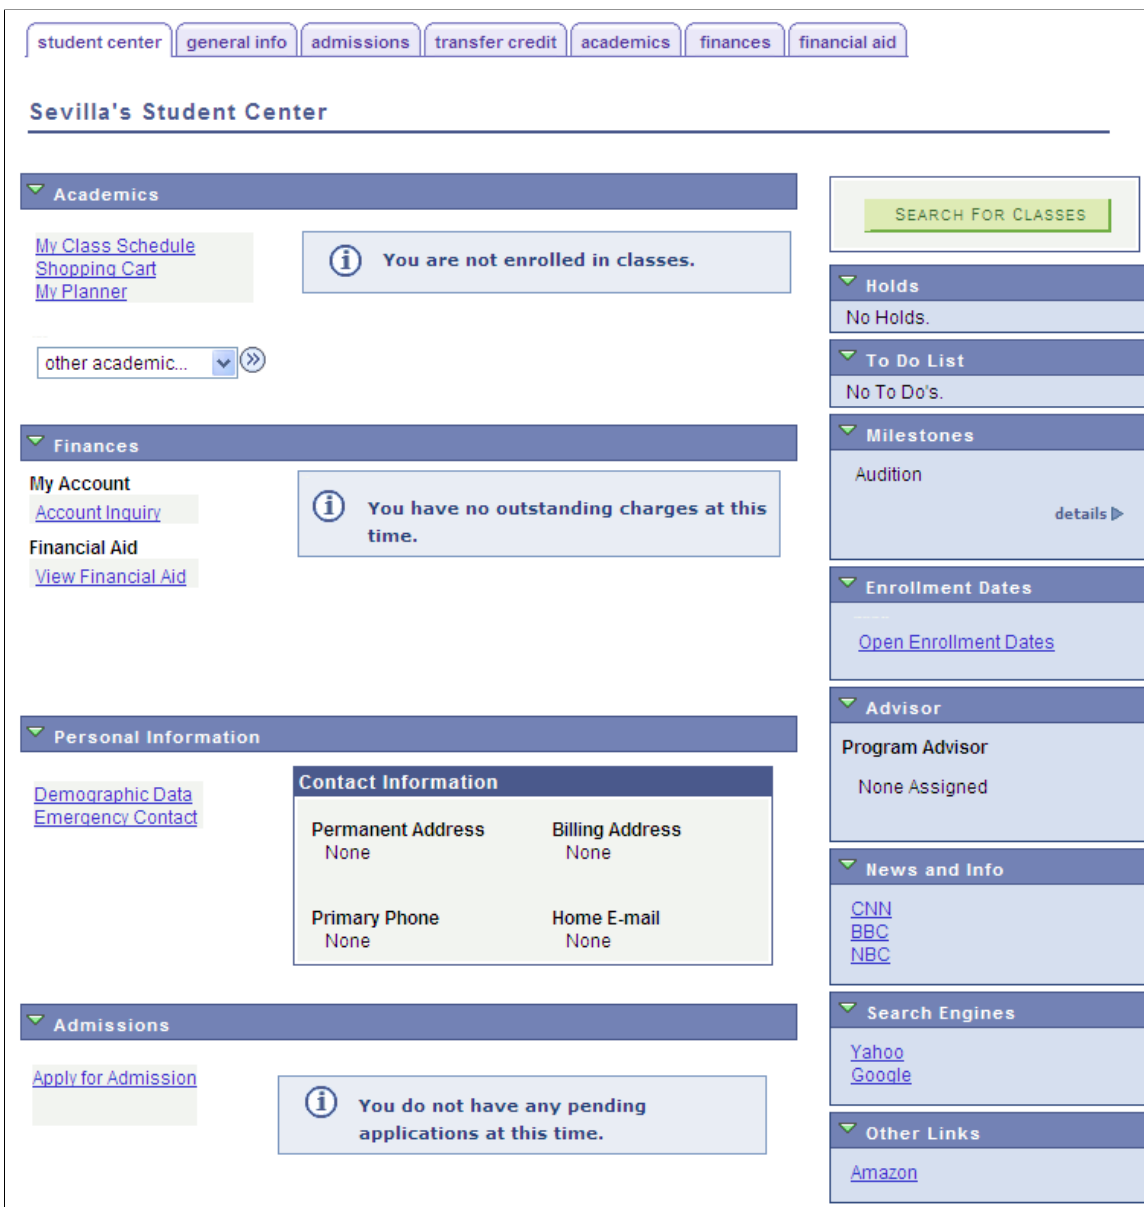 student center
general info
admissions
transfer credit
academics
finances
financial aid
Sevilla's Student Center
Academics
My Class Schedule
Shopping Cart
My Planner
You are not enrolled in classes.
other academic...
Finances
My Account
Account Inquiry
Financial Aid
View Financial Aid
You have no outstanding charges at this
time.
Personal Information
Demographic Data
Emergency Contact
Contact Information
Permanent Address
None
Billing Address
None
Primary Phone
None
Home E-mail
None
Admissions
Apply for Admission
You do not have any pending
applications at this time.
SEARCH FOR CLASSES
Holds
No Holds.
To Do List
No To Do's.
Milestones
Audition
details
Enrollment Dates
Open Enrollment Dates
Advisor
Program Advisor
None Assigned
News and Info
CNN
BBC
NBC
Search Engines
Yahoo
Google
Other Links
Amazon